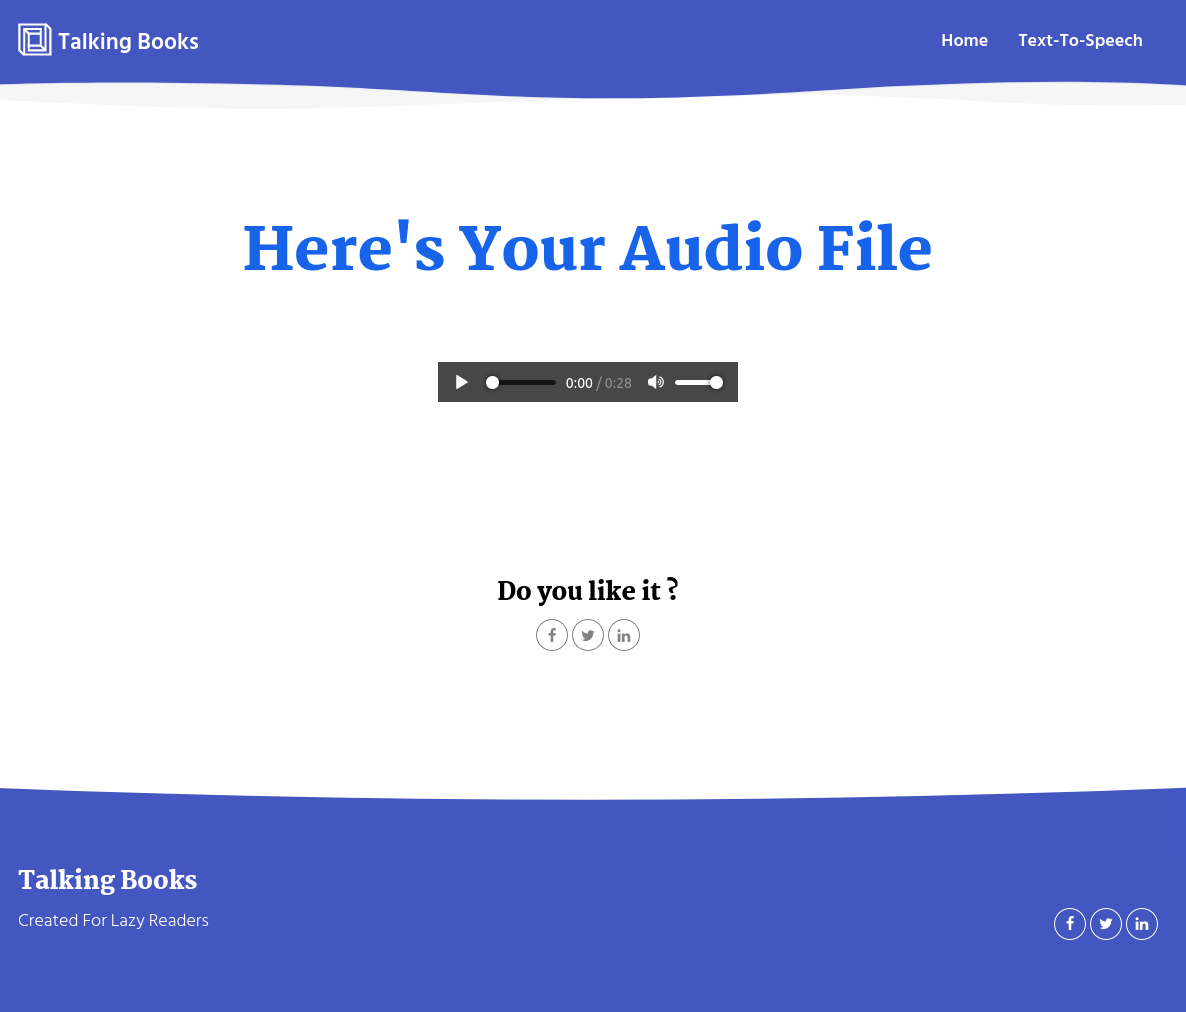 Talking Books
Home Text-To-Speech
Here's Your Audio File
0:00 / 0:28
Do you like it ?
Talking Books
Created For Lazy Readers